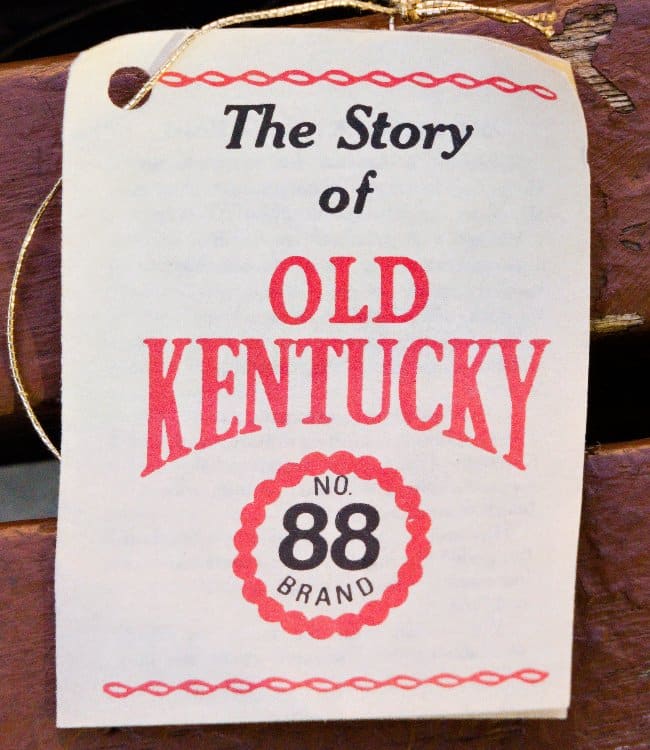 The Story
of
OLD
KENTUCKY
NO.
88
BRAND